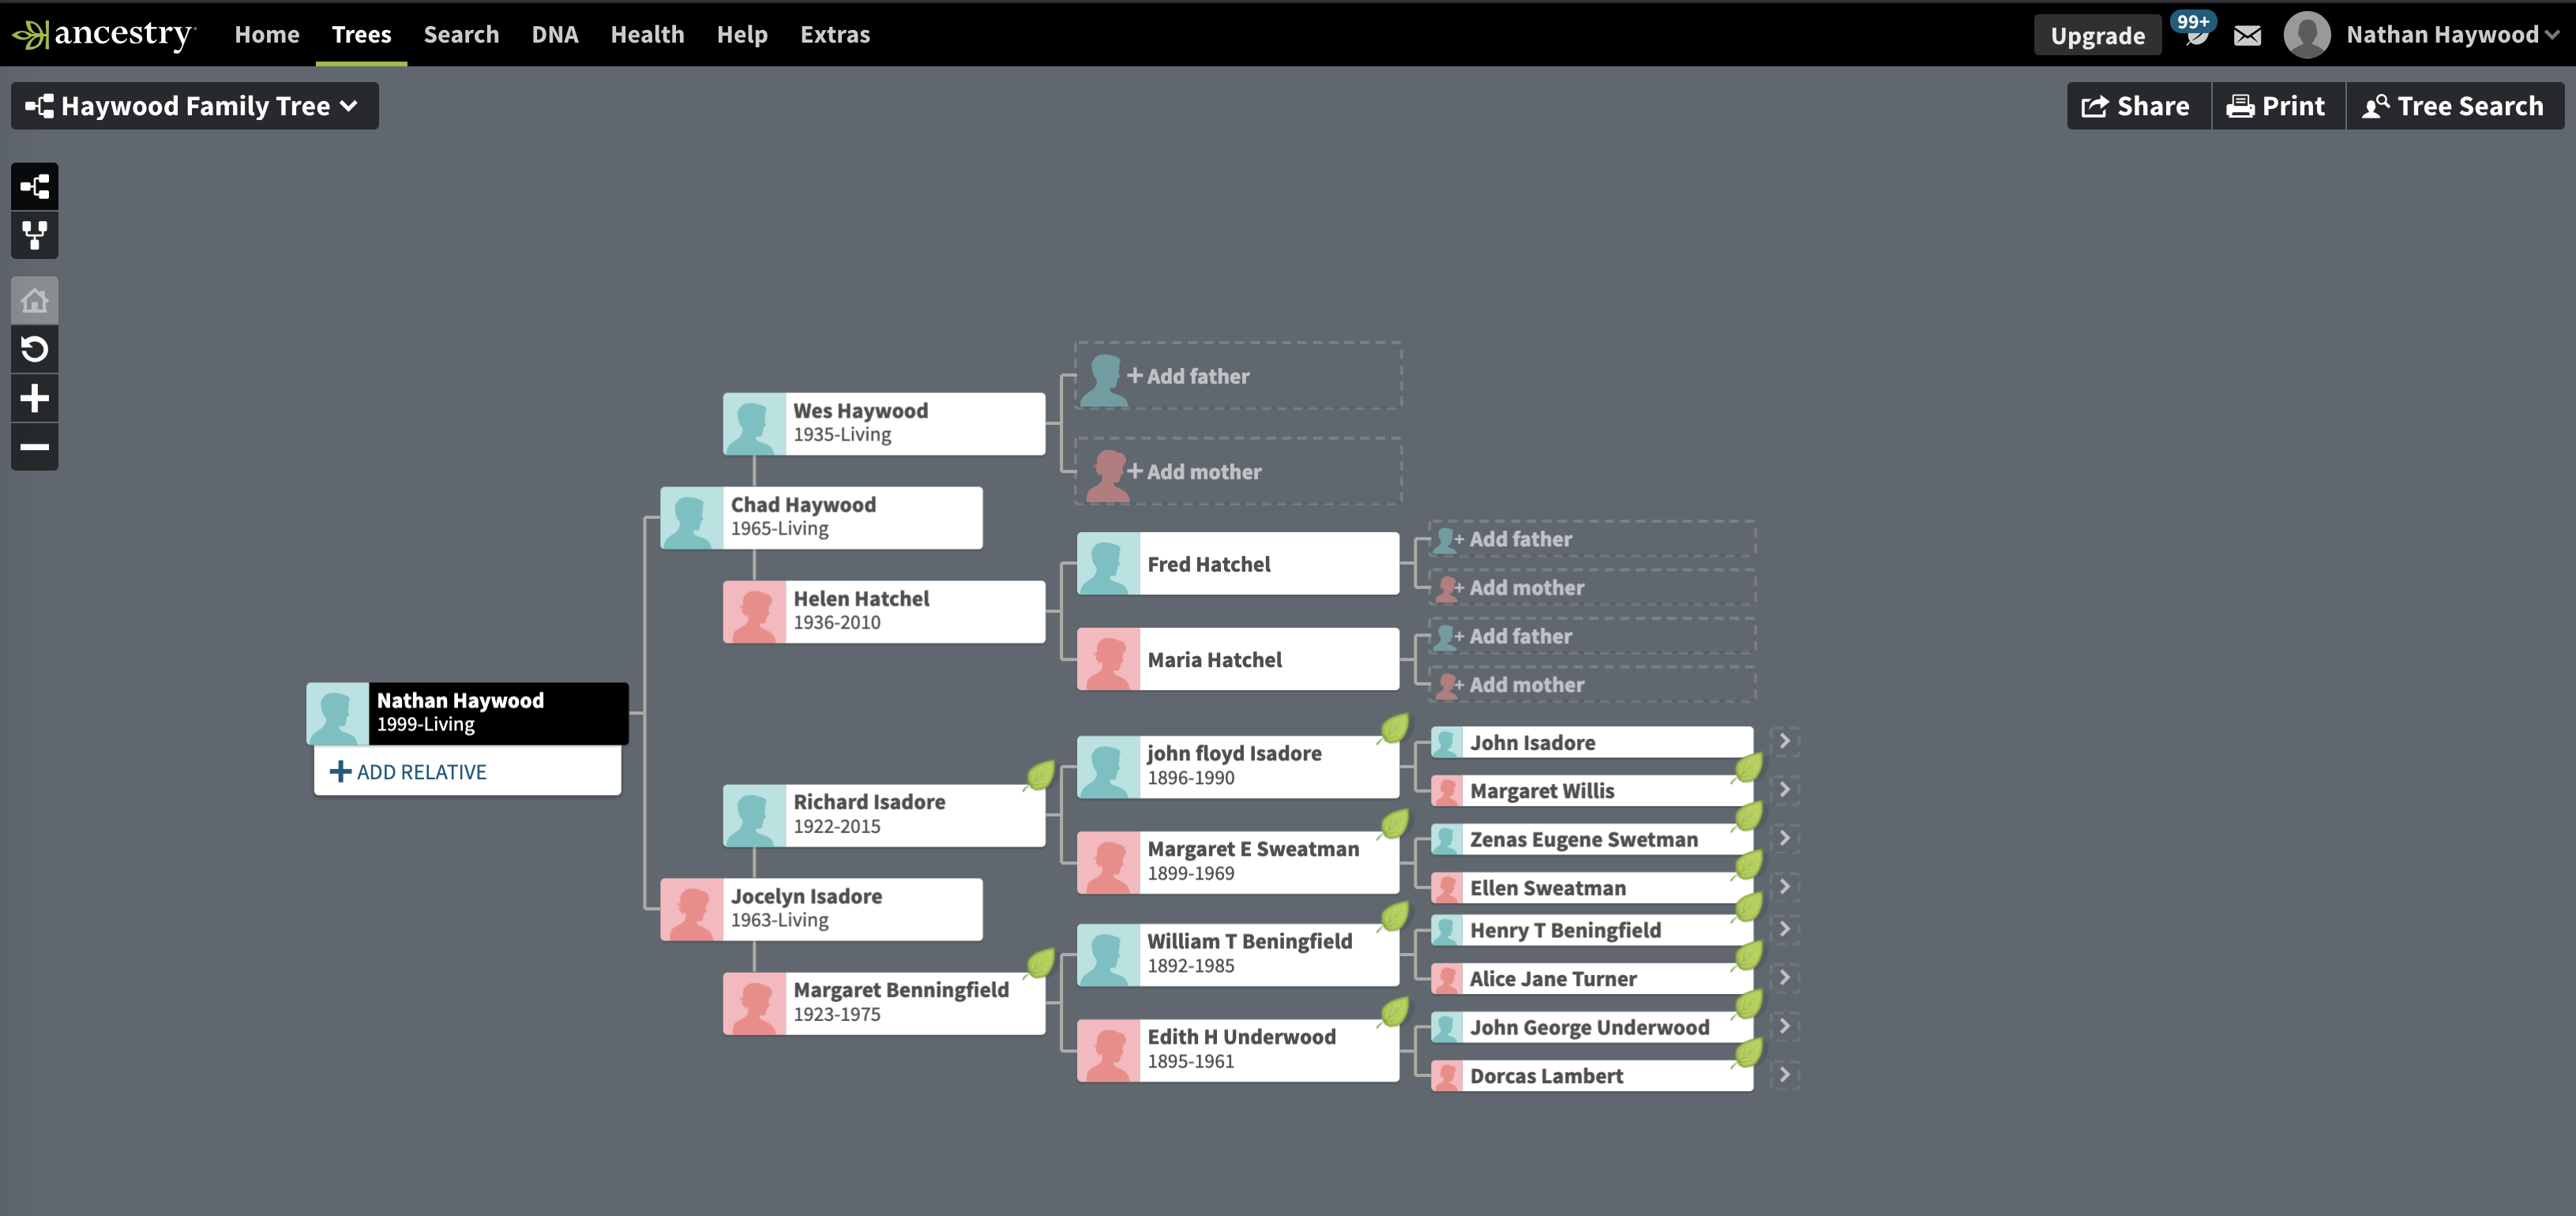 ancestry Home Trees Search DNA Health Help Extras Upgrade 99+ Nathan Haywood
Haywood Family Tree Share Print Tree Search
+ Add father
Wes Haywood
1935-Living
+ Add mother
Chad Haywood
1965-Living
+ Add father
Fred Hatchel
+ Add mother
Helen Hatchel
1936-2010
+ Add father
Maria Hatchel
+ Add mother
Nathan Haywood
1999-Living
+ ADD RELATIVE
john floyd Isadore
1896-1990
John Isadore
Margaret Willis
Richard Isadore
1922-2015
Margaret E Sweatman
1899-1969
Zenas Eugene Swetman
Ellen Sweatman
Jocelyn Isadore
1963-Living
William T Beningfield
1892-1985
Henry T Beningfield
Alice Jane Turner
Margaret Benningfield
1923-1975
Edith H Underwood
1895-1961
John George Underwood
Dorcas Lambert